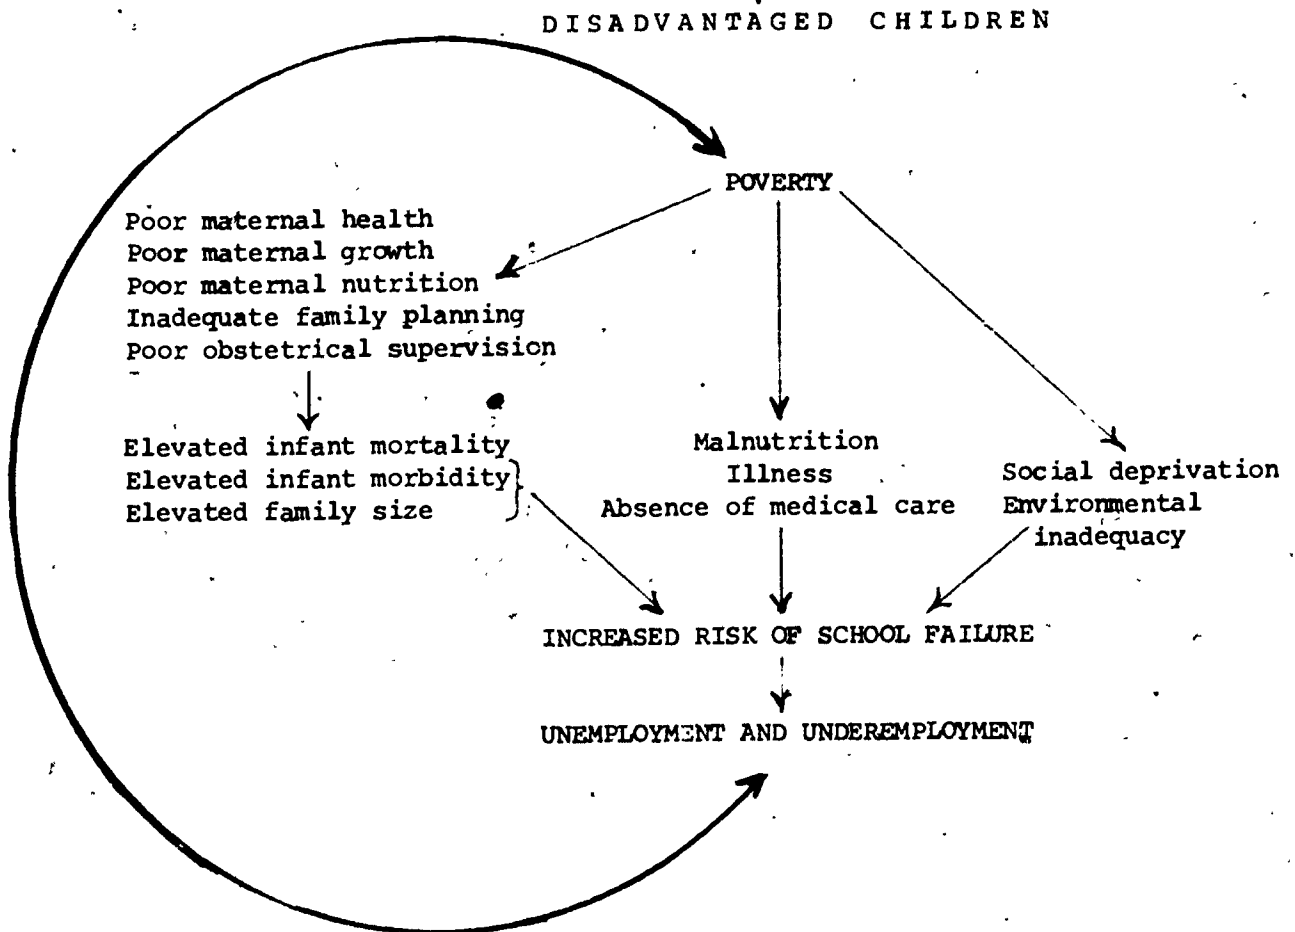 DISADVANTAGED CHILDREN
POVERTY
Poor maternal health
Poor maternal growth
Poor maternal nutrition
Inadequate family planning
Poor obstetrical supervision
Elevated infant mortality
Elevated infant morbidity
Elevated family size
Malnutrition
Illness
Absence of medical care
Social deprivation
Environmental
inadequacy
INCREASED RISK OF SCHOOL FAILURE
UNEMPLOYMENT AND UNDEREMPLOYMENT